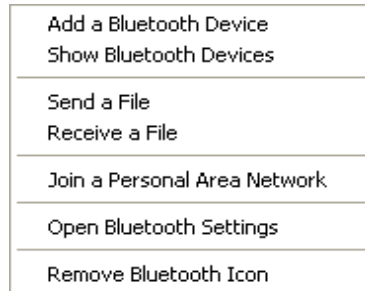 Add a Bluetooth Device
Show Bluetooth Devices
Send a File
Receive a File
Join a Personal Area Network
Open Bluetooth Settings
Remove Bluetooth Icon